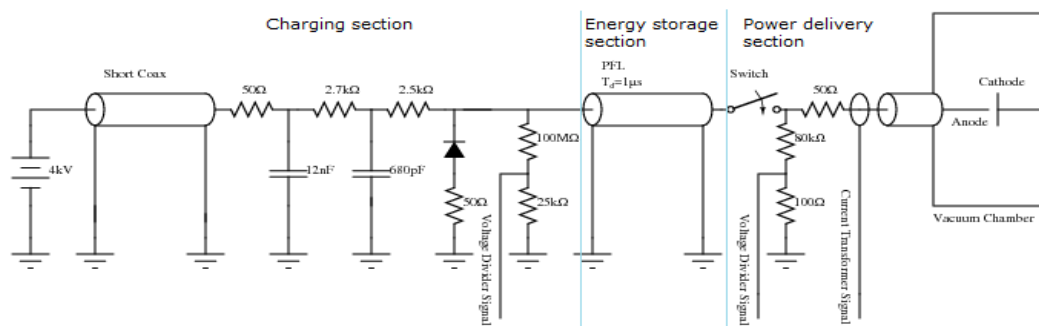 Charging section
Energy storage
section
Power delivery
section
Short Coax
50Ω
2.7kΩ
2.5kΩ
PFL
T_d=1μs
Switch
50Ω
Cathode
Anode
4kV
12nF
680pF
100MΩ
50Ω
25kΩ
80kΩ
100Ω
Voltage Divider Signal
Voltage Divider Signal
Current Transformer Signal
Vacuum Chamber